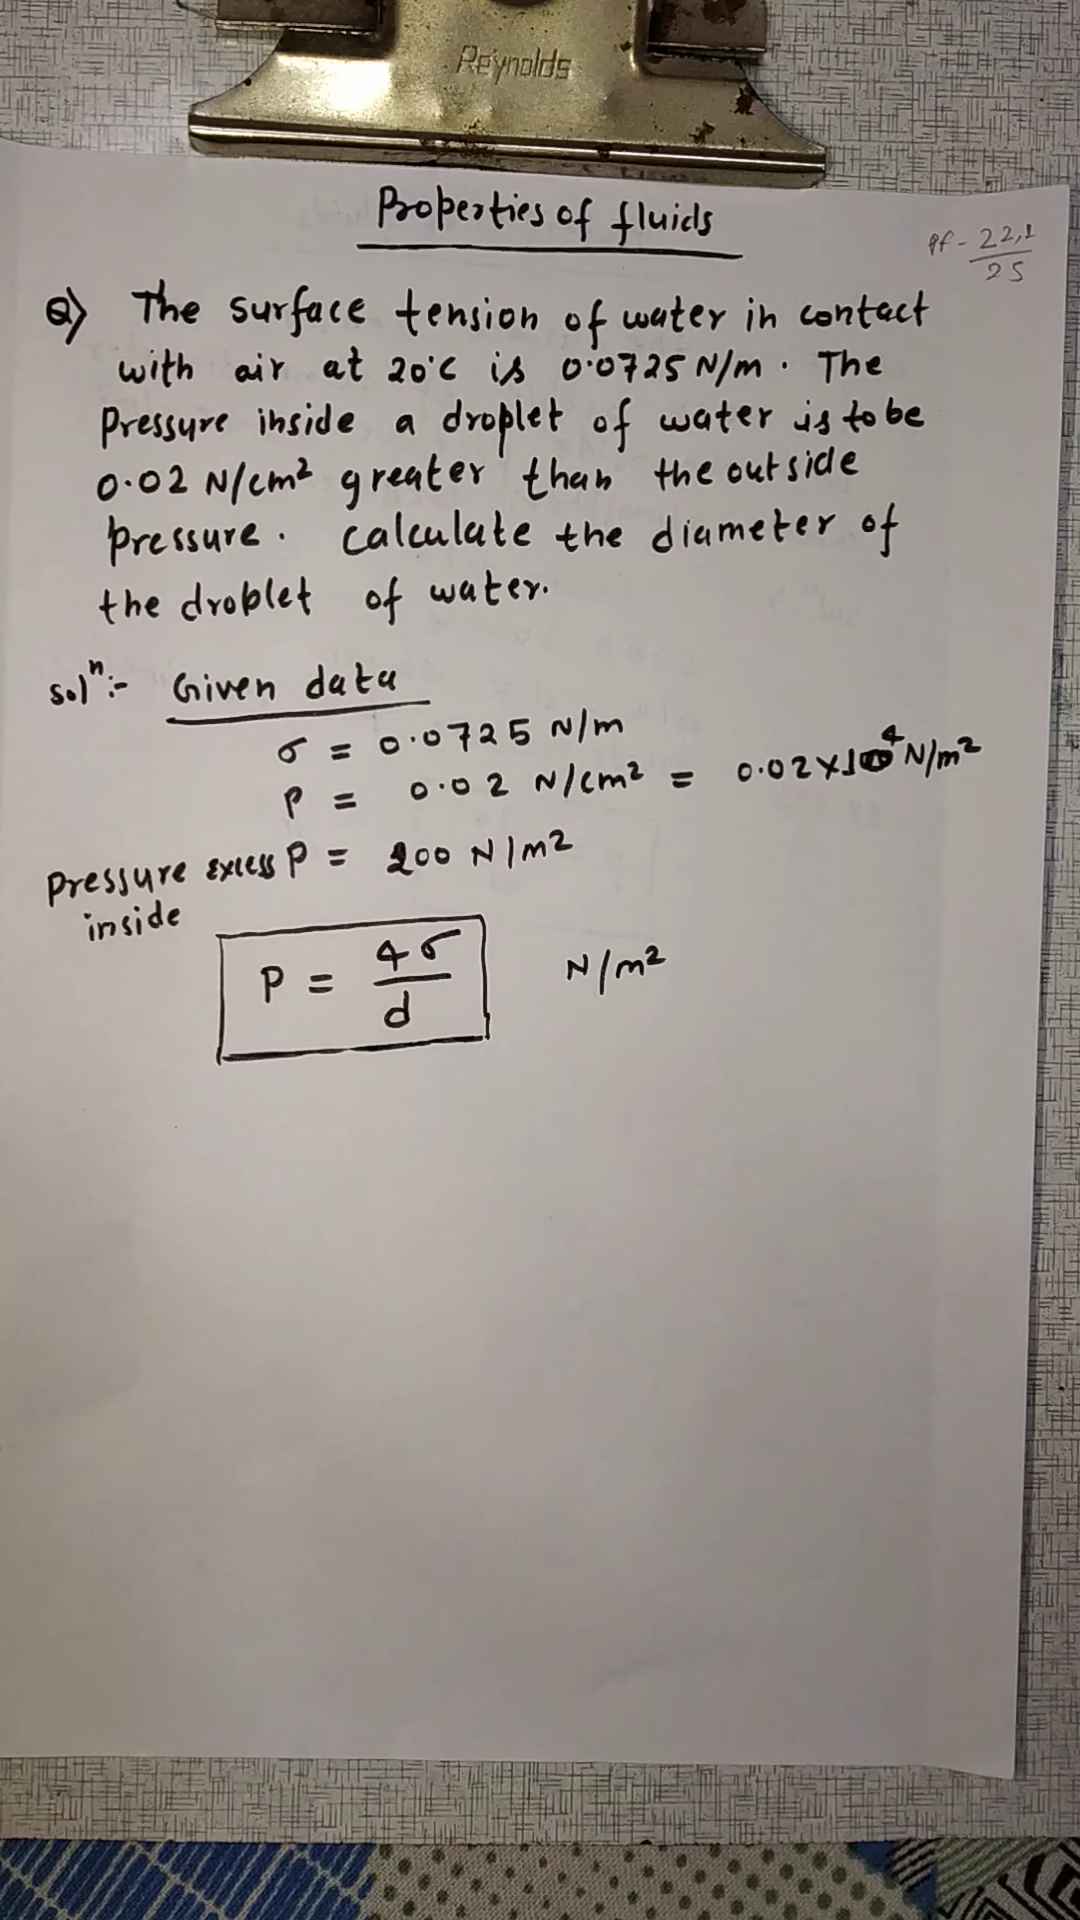 Reynolds
Properties of fluids
Pf - 22,1
25
Q) The surface tension of water in contact
with air at 20°C is 0.0725 N/m. The
Pressure inside a droplet of water is to be
0.02 N/cm² greater than the outside
pressure. Calculate the diameter of
the droplet of water.
solⁿ:- Given data
σ = 0.0725 N/m
P = 0.02 N/cm² = 0.02×10⁴ N/m²
Pressure excess P = 200 N/m²
inside
P = 4σ/d N/m²